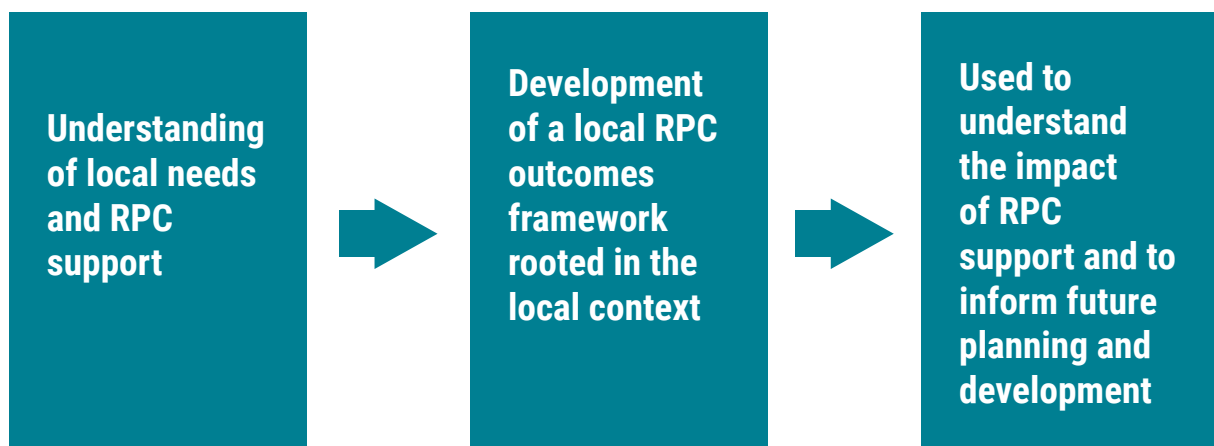 Understanding
of local needs
and RPC
support
Development
of a local RPC
outcomes
framework
rooted in the
local context
Used to
understand
the impact
of RPC
support and to
inform future
planning and
development